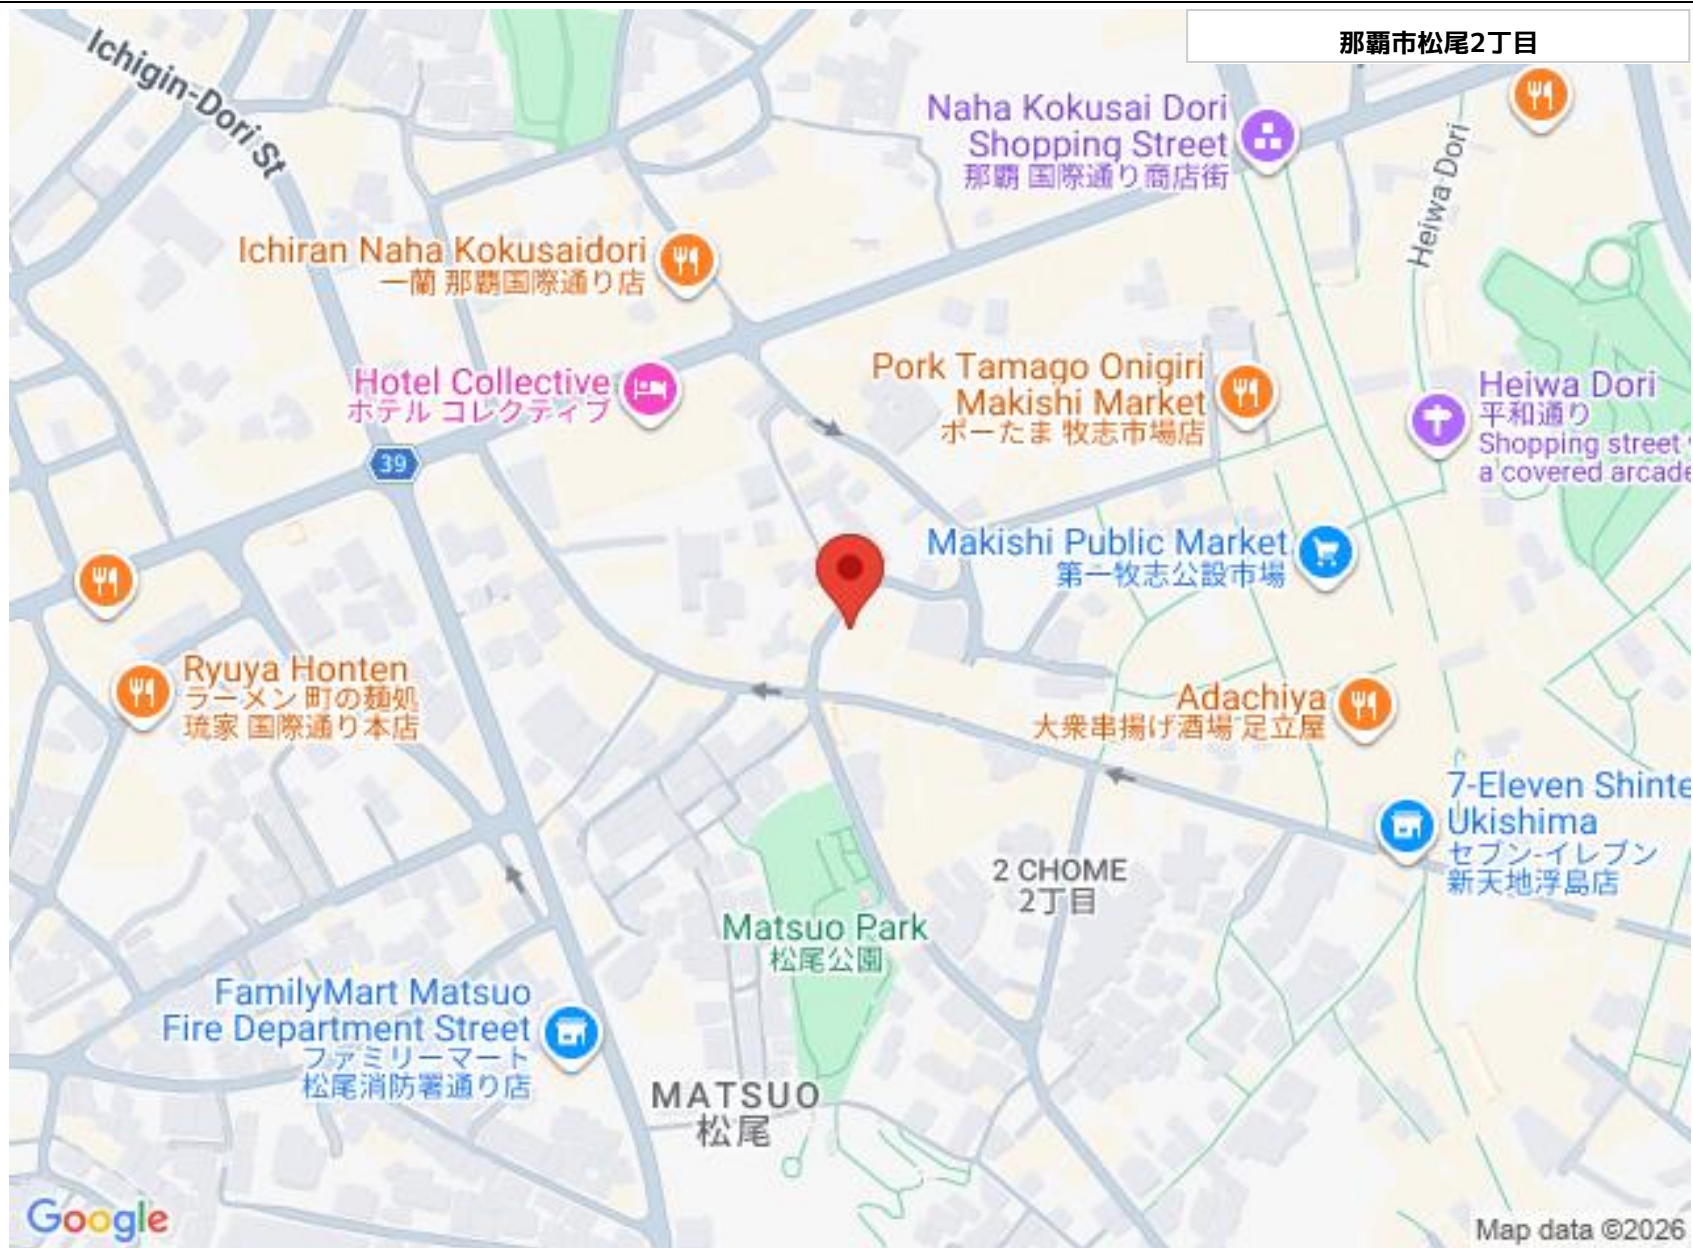 那覇市松尾2丁目
Ichigin-Dori St
Naha Kokusai Dori
Shopping Street
那覇 国際通り商店街
Heiwa Dori
Ichiran Naha Kokusaidori
一蘭 那覇国際通り店
Hotel Collective
ホテル コレクティブ
Pork Tamago Onigiri
Makishi Market
ポーたま 牧志市場店
Heiwa Dori
平和通り
Shopping street
a covered arcade
39
Makishi Public Market
第一牧志公設市場
Ryuya Honten
ラーメン 町の麺処
琉家 国際通り本店
Adachiya
大衆串揚げ酒場 足立屋
7-Eleven Shinte
Ukishima
セブン-イレブン
新天地浮島店
2 CHOME
2丁目
Matsuo Park
松尾公園
FamilyMart Matsuo
Fire Department Street
ファミリーマート
松尾消防署通り店
MATSUO
松尾
Google
Map data ©2026